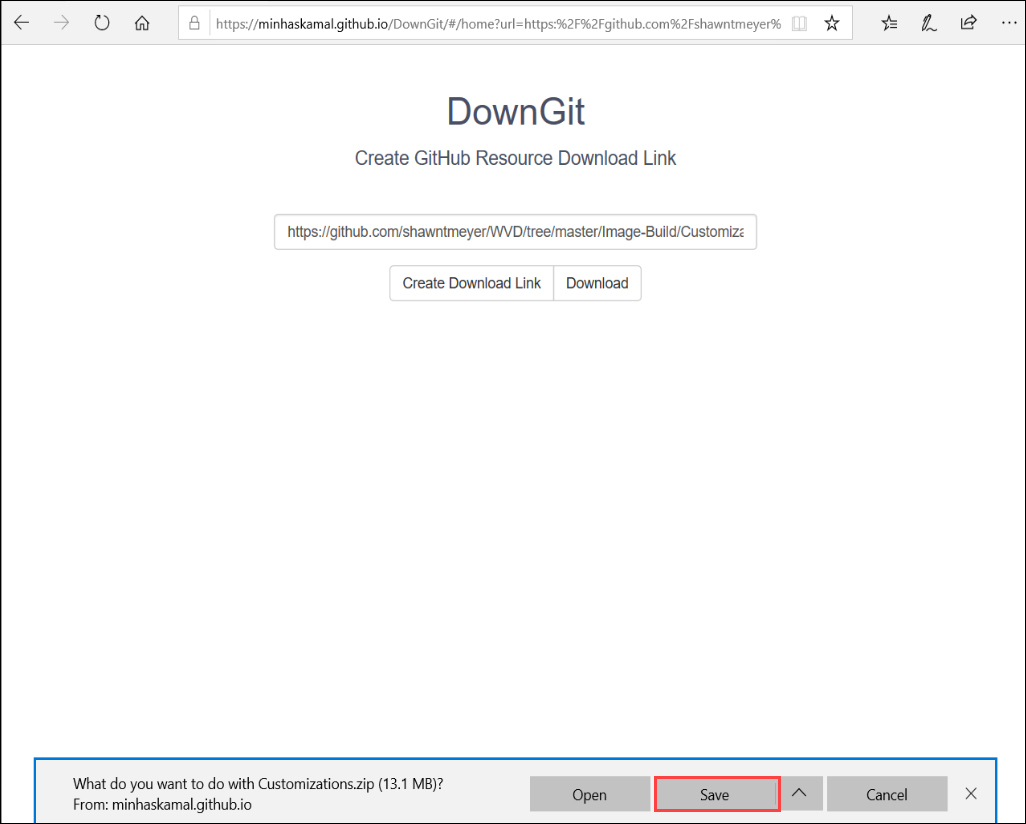 https://minhaskamal.github.io/DownGit/#/home?url=https:%2F%2Fgithub.com%2Fshawntmeyer%
DownGit
Create GitHub Resource Download Link
https://github.com/shawntmeyer/WVD/tree/master/Image-Build/Customiza
Create Download Link
Download
What do you want to do with Customizations.zip (13.1 MB)?
From: minhaskamal.github.io
Open
Save
Cancel